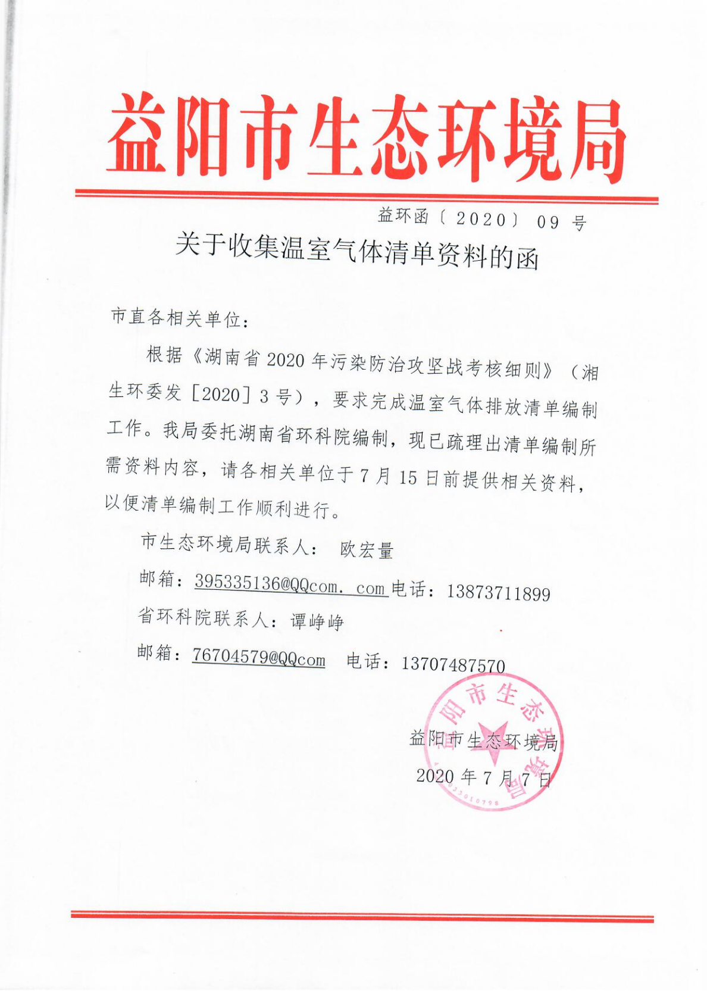 益阳市生态环境局
益环函〔2020〕09 号
关于收集温室气体清单资料的函
市直各相关单位:
根据《湖南省 2020 年污染防治攻坚战考核细则》（湘
生环委发［2020］3 号），要求完成温室气体排放清单编制
工作。我局委托湖南省环科院编制，现已疏理出清单编制所
需资料内容，请各相关单位于 7 月 15 日前提供相关资料，
以便清单编制工作顺利进行。
市生态环境局联系人： 欧宏量
邮箱：395335136@QQcom. com 电话：13873711899
省环科院联系人：谭峥峥
邮箱：76704579@QQcom 电话：13707487570
益阳市生态环境局
益阳市生态环境局
2020 年 7 月 7 日